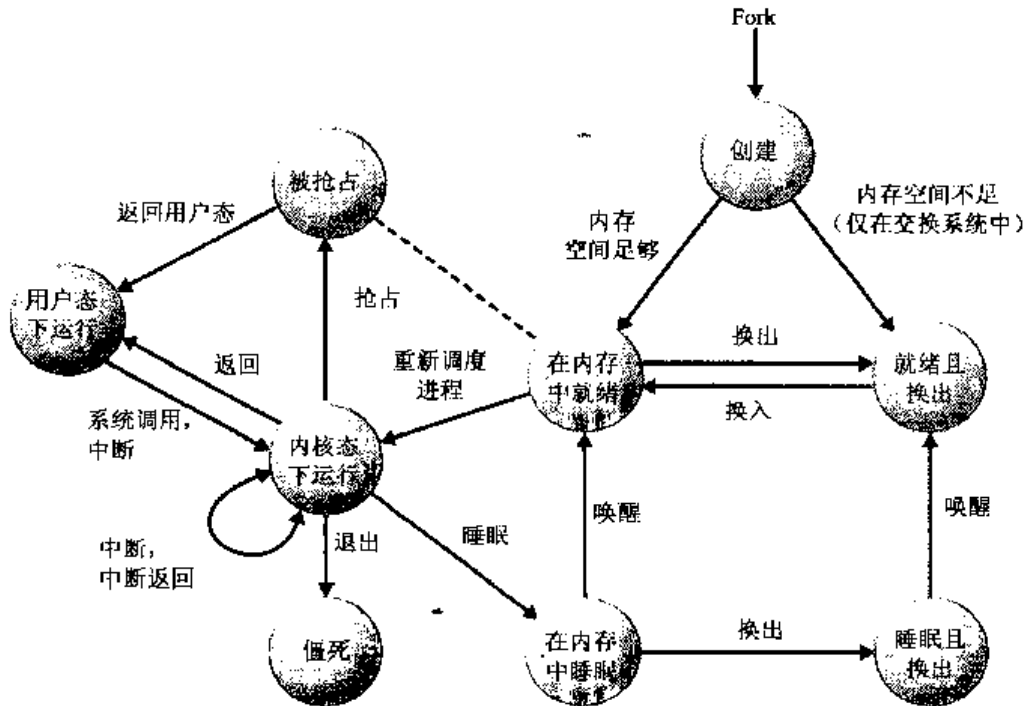 Fork
创建
被抢占
返回用户态
内存
空间足够
内存空间不足
（仅在交换系统中）
用户态
下运行
抢占
返回
重新调度
进程
在内存
中就绪
换出
换入
就绪且
换出
系统调用，
中断
内核态
下运行
唤醒
唤醒
中断，
中断返回
退出
睡眠
僵死
在内存
中睡眠
换出
睡眠且
换出